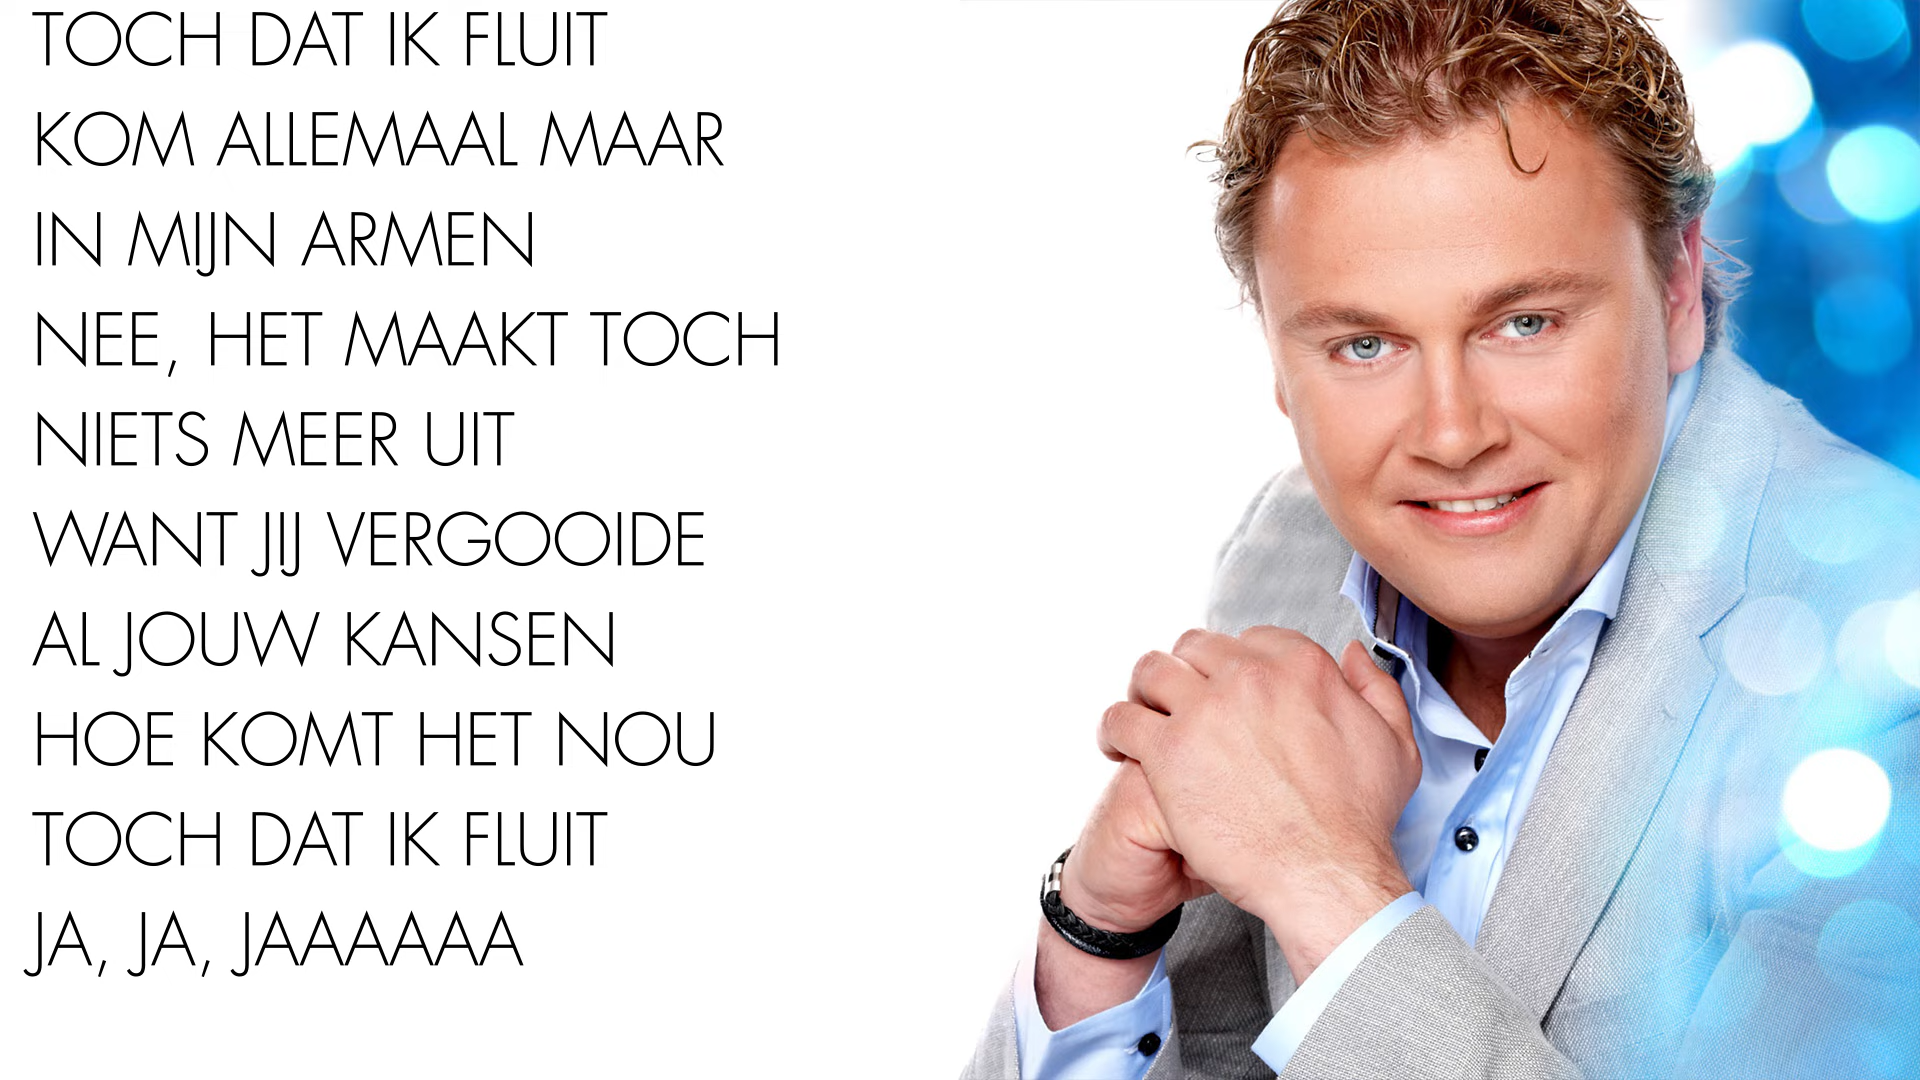 TOCH DAT IK FLUIT
KOM ALLEMAAL MAAR
IN MIJN ARMEN
NEE, HET MAAKT TOCH
NIETS MEER UIT
WANT JIJ VERGOOIDE
AL JOUW KANSEN
HOE KOMT HET NOU
TOCH DAT IK FLUIT
JA, JA, JAAAAAA